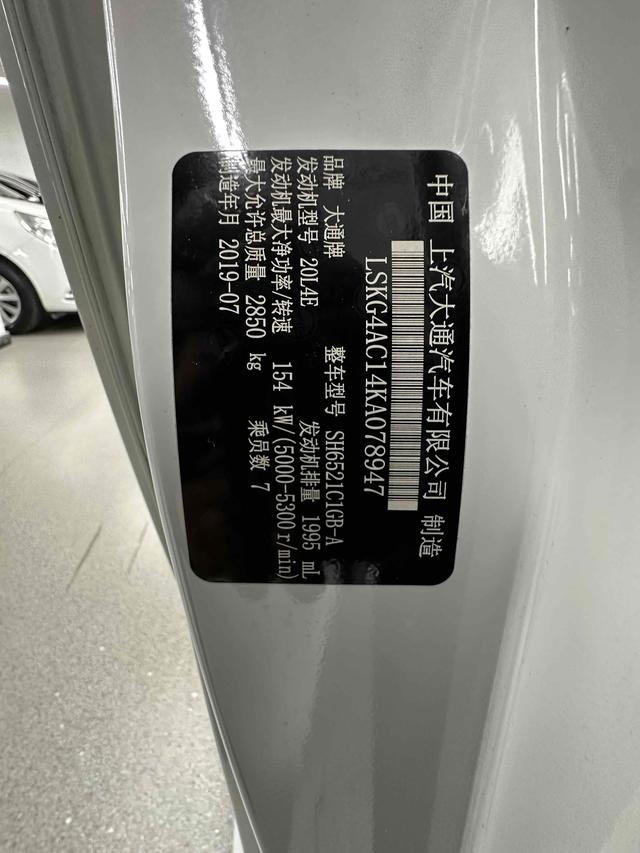 中国 上汽大通汽车有限公司 制造
LSKG4AC14KA078947
品牌 大通牌 整车型号 SH6521C1GB-A
发动机型号 20L4E 发动机排量 1995 mL
发动机最大净功率/转速 154 kW/(5000-5300r/min)
最大允许总质量 2850 kg 乘员数 7
制造年月 2019-07